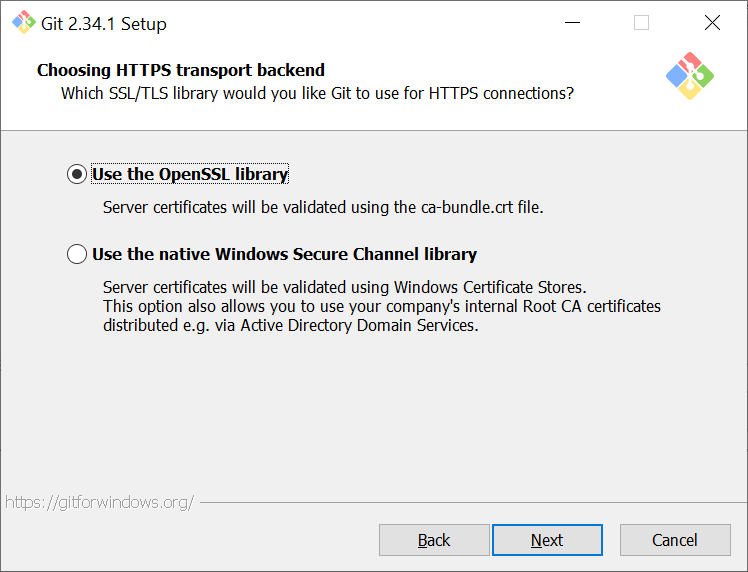 Git 2.34.1 Setup
Choosing HTTPS transport backend
Which SSL/TLS library would you like Git to use for HTTPS connections?
Use the OpenSSL library
Server certificates will be validated using the ca-bundle.crt file.
Use the native Windows Secure Channel library
Server certificates will be validated using Windows Certificate Stores.
This option also allows you to use your company's internal Root CA certificates
distributed e.g. via Active Directory Domain Services.
https://gitforwindows.org/
Back Next Cancel